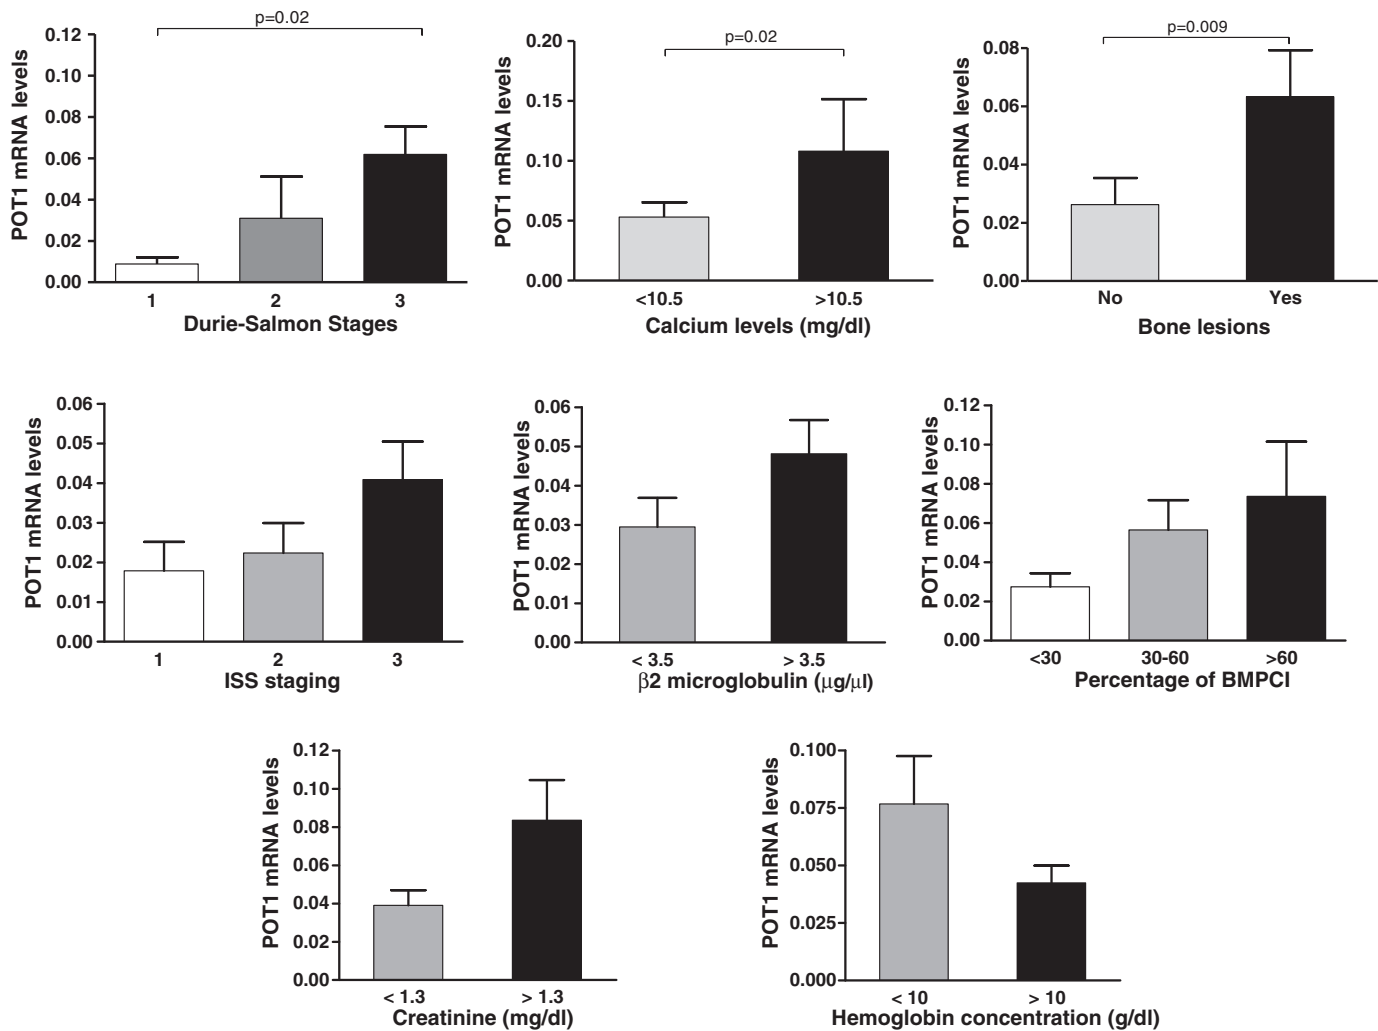 p=0.02
0.12
0.10
0.08
0.06
0.04
0.02
0.00
POT1 mRNA levels
1 2 3
Durie-Salmon Stages
p=0.02
0.20
0.15
0.10
0.05
0.00
POT1 mRNA levels
<10.5 >10.5
Calcium levels (mg/dl)
p=0.009
0.08
0.06
0.04
0.02
0.00
POT1 mRNA levels
No Yes
Bone lesions
0.06
0.05
0.04
0.03
0.02
0.01
0.00
POT1 mRNA levels
1 2 3
ISS staging
0.06
0.05
0.04
0.03
0.02
0.01
0.00
POT1 mRNA levels
< 3.5 > 3.5
β2 microglobulin (μg/μl)
0.12
0.10
0.08
0.06
0.04
0.02
0.00
POT1 mRNA levels
<30 30-60 >60
Percentage of BMPCI
0.12
0.10
0.08
0.06
0.04
0.02
0.00
POT1 mRNA levels
< 1.3 > 1.3
Creatinine (mg/dl)
0.100
0.075
0.050
0.025
0.000
POT1 mRNA levels
< 10 > 10
Hemoglobin concentration (g/dl)